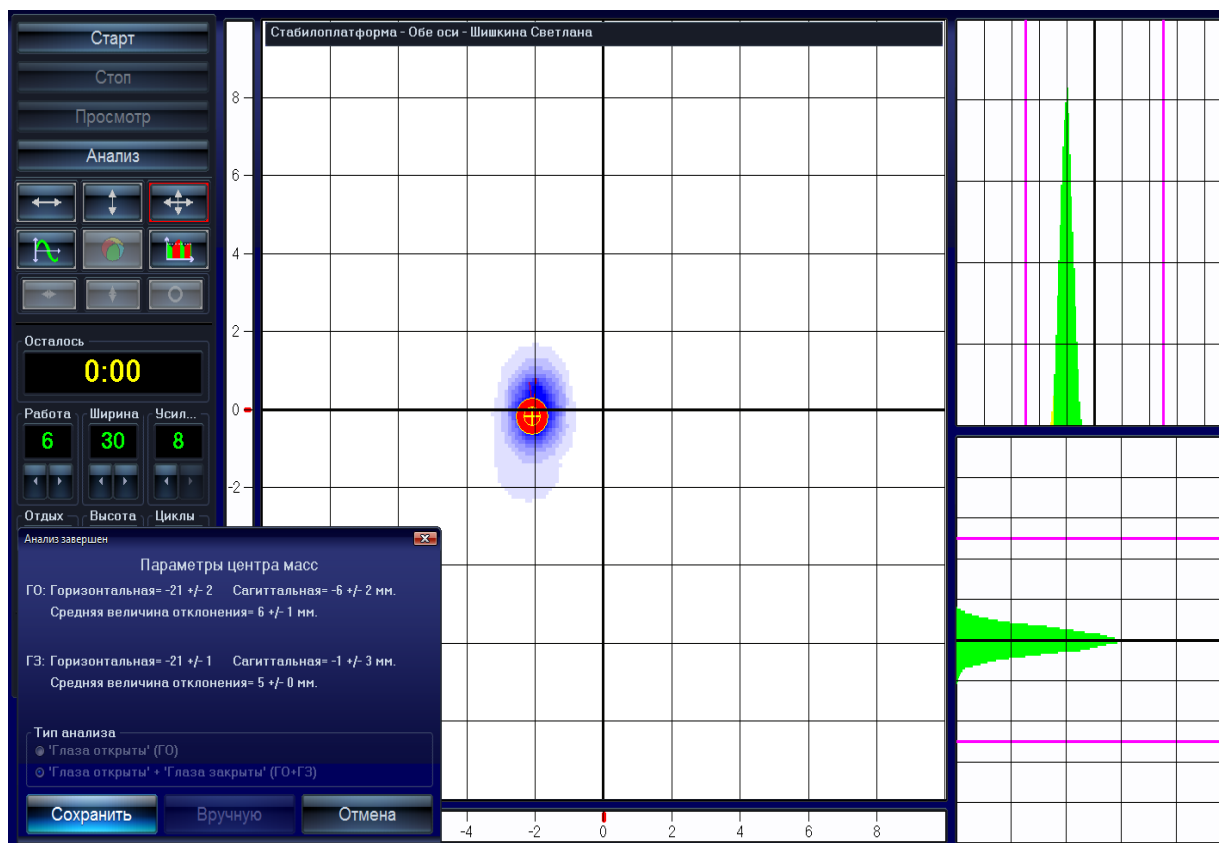 Старт
Стоп
Просмотр
Анализ
Осталось
0:00
Работа Ширина Усил...
6 30 8
Отдых Высота Циклы
Стабилоплатформа - Обе оси - Шишкина Светлана
8
6
4
2
0
-2
-4 -2 0 2 4 6 8
Анализ завершен
Параметры центра масс
ГО: Горизонтальная= -21 +/- 2 Сагиттальная= -6 +/- 2 мм.
Средняя величина отклонения= 6 +/- 1 мм.
ГЗ: Горизонтальная= -21 +/- 1 Сагиттальная= -1 +/- 3 мм.
Средняя величина отклонения= 5 +/- 0 мм.
Тип анализа
'Глаза открыты' (ГО)
'Глаза открыты' + 'Глаза закрыты' (ГО+ГЗ)
Сохранить Вручную Отмена